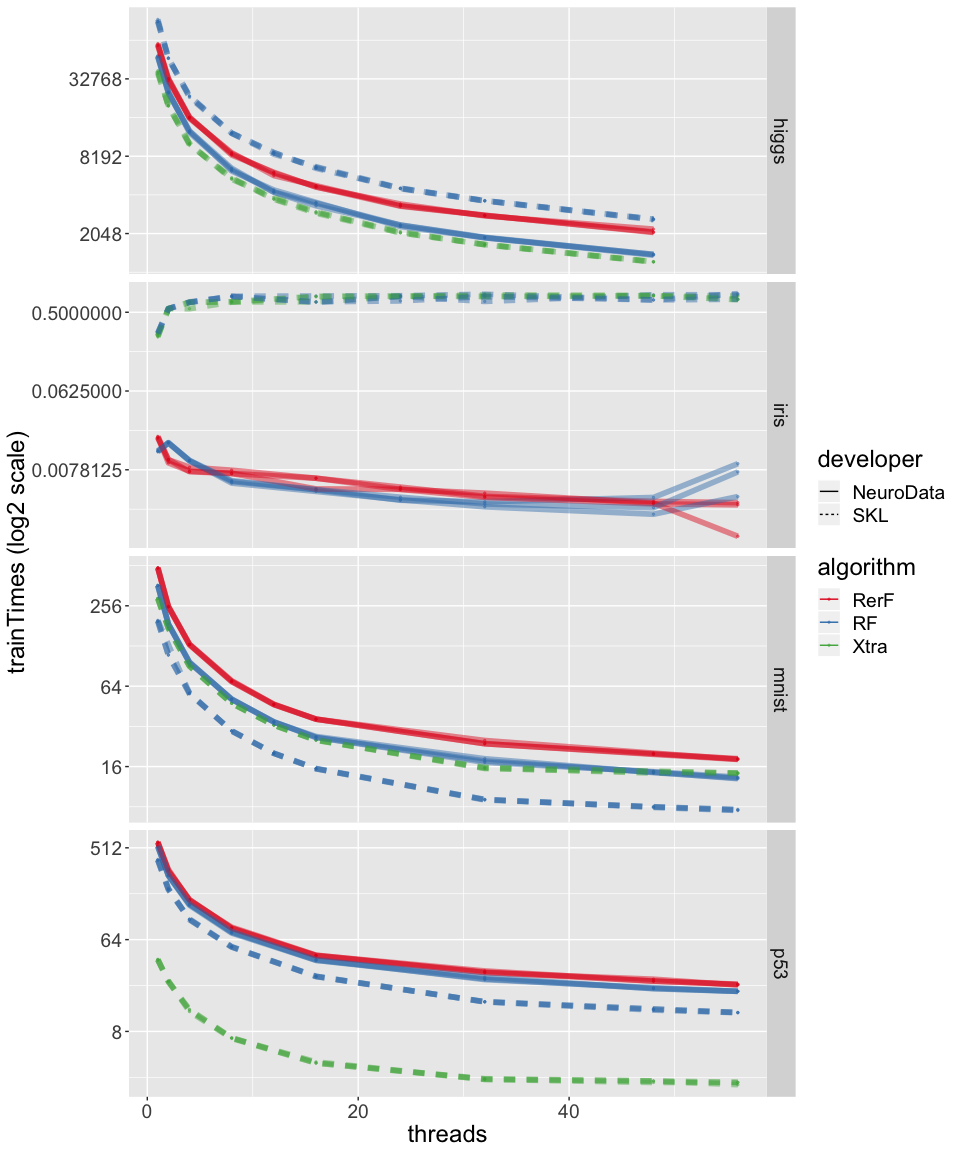 trainTimes (log2 scale)
32768
8192
2048
higgs
0.5000000
0.0625000
0.0078125
iris
256
64
16
mnist
512
64
8
p53
0
20
40
threads
developer
NeuroData
SKL
algorithm
RerF
RF
Xtra